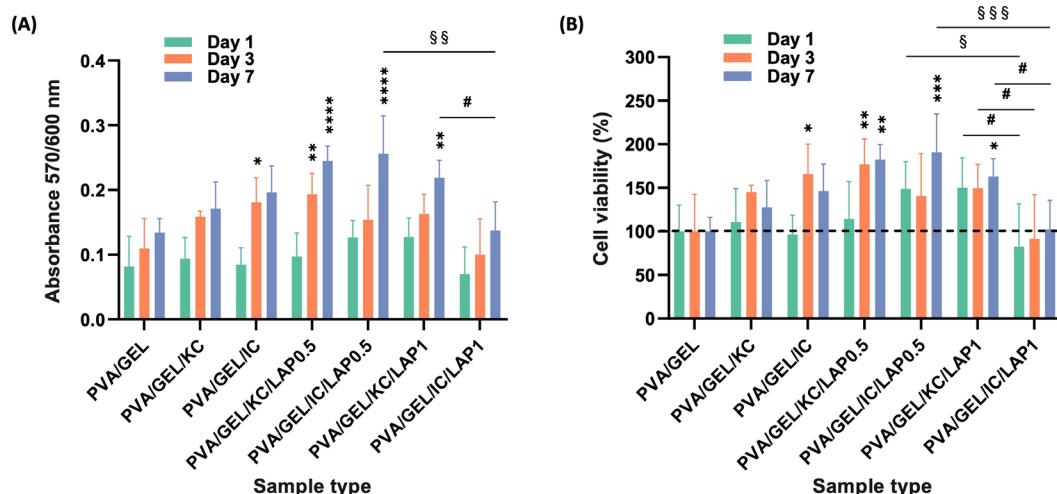 (A)
Day 1
Day 3
Day 7
§ §
#
*
**
****
****
**
Absorbance 570/600 nm
0.4
0.3
0.2
0.1
0.0
PVA/GEL
PVA/GEL/KC
PVA/GEL/IC
PVA/GEL/KC/LAP0.5
PVA/GEL/IC/LAP0.5
PVA/GEL/KC/LAP1
PVA/GEL/IC/LAP1
Sample type
(B)
Day 1
Day 3
Day 7
§ § §
§
#
#
#
*
**
**
***
*
Cell viability (%)
300
250
200
150
100
50
0
PVA/GEL
PVA/GEL/KC
PVA/GEL/IC
PVA/GEL/KC/LAP0.5
PVA/GEL/IC/LAP0.5
PVA/GEL/KC/LAP1
PVA/GEL/IC/LAP1
Sample type